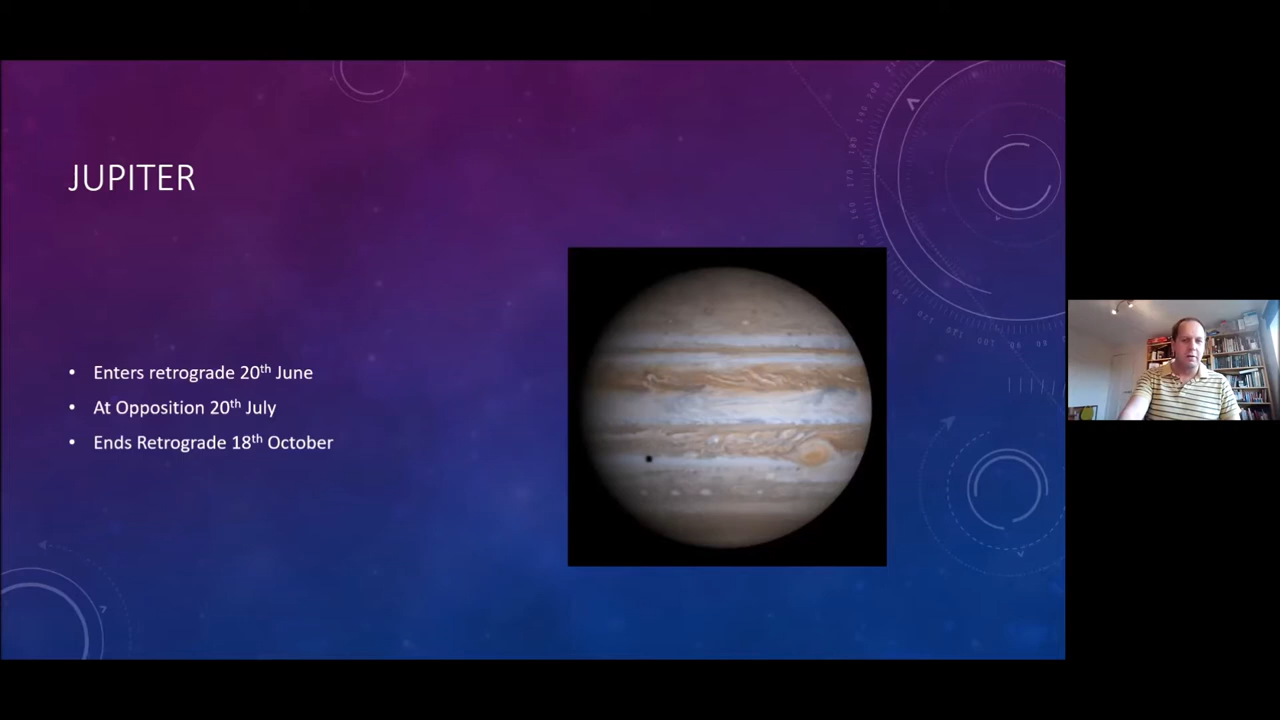 JUPITER
• Enters retrograde 20th June
• At Opposition 20th July
• Ends Retrograde 18th October